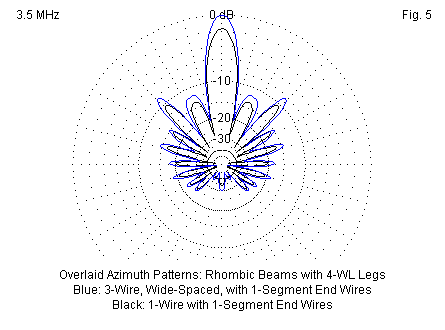 3.5 MHz
0 dB
Fig. 5
-10
-20
-30
Overlaid Azimuth Patterns: Rhombic Beams with 4-WL Legs
Blue: 3-Wire, Wide-Spaced, with 1-Segment End Wires
Black: 1-Wire with 1-Segment End Wires